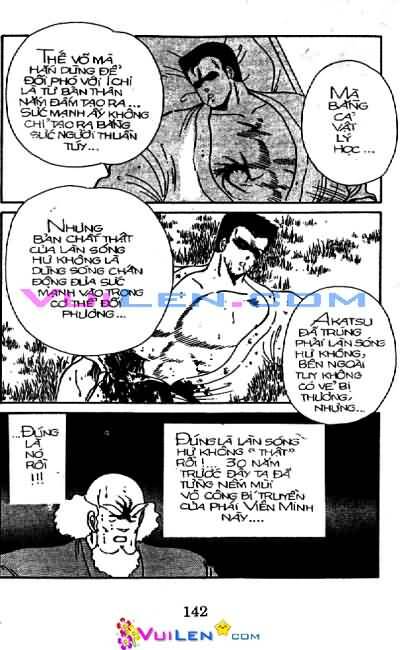 THẾ VÕ MÀ
HẮN DÙNG ĐỂ
ĐỐI PHÓ VỚI ICHI
LÀ TỪ BẢN THÂN
NẮM ĐẤM TẠO RA...
SỨC MẠNH ẤY KHÔNG
CHỈ TẠO RA BẰNG
SỨC NGƯỜI THUẦN
TÚY...
MÀ
BẰNG
CẢ
VẬT
LÝ
HỌC...
NHƯNG
BẢN CHẤT THẬT
CỦA LÀN SÓNG
HƯ KHÔNG LÀ
DÙNG SÓNG CHẤN
ĐỘNG ĐƯA SỨC
MẠNH VÀO TRONG
CƠ THỂ ĐỐI
PHƯƠNG...
AKATSU
ĐÃ TRÚNG
PHẢI LÀN SÓNG
HƯ KHÔNG,
BÊN NGOÀI
TUY KHÔNG
CÓ VẺ BỊ
THƯƠNG,
NHƯNG...
VUILEN.COM
...ĐÚNG
LÀ
NÓ
RỒI
!!!
ĐÚNG LÀ LÀN SÓNG
HƯ KHÔNG "THẬT"
RỒI!... 30 NĂM
TRƯỚC ĐÂY TA ĐÃ
TỪNG NẾM MÙI
VÕ CÔNG BÍ TRUYỀN
CỦA PHÁI VIÊN MINH
NÀY....
142
VUILEN.COM